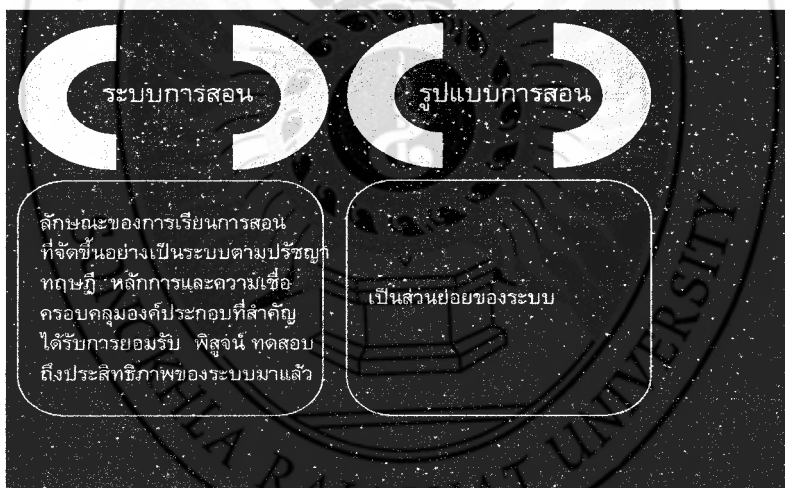 ระบบการสอน
รูปแบบการสอน
ลักษณะของการเรียนการสอน
ที่จัดขึ้นอย่างเป็นระบบตามปรัชญา
ทฤษฎี หลักการและความเชื่อ
ครอบคลุมองค์ประกอบที่สำคัญ
ได้รับการยอมรับ พิสูจน์ ทดสอบ
ถึงประสิทธิภาพของระบบมาแล้ว
เป็นส่วนย่อยของระบบ
UNIVERSITY